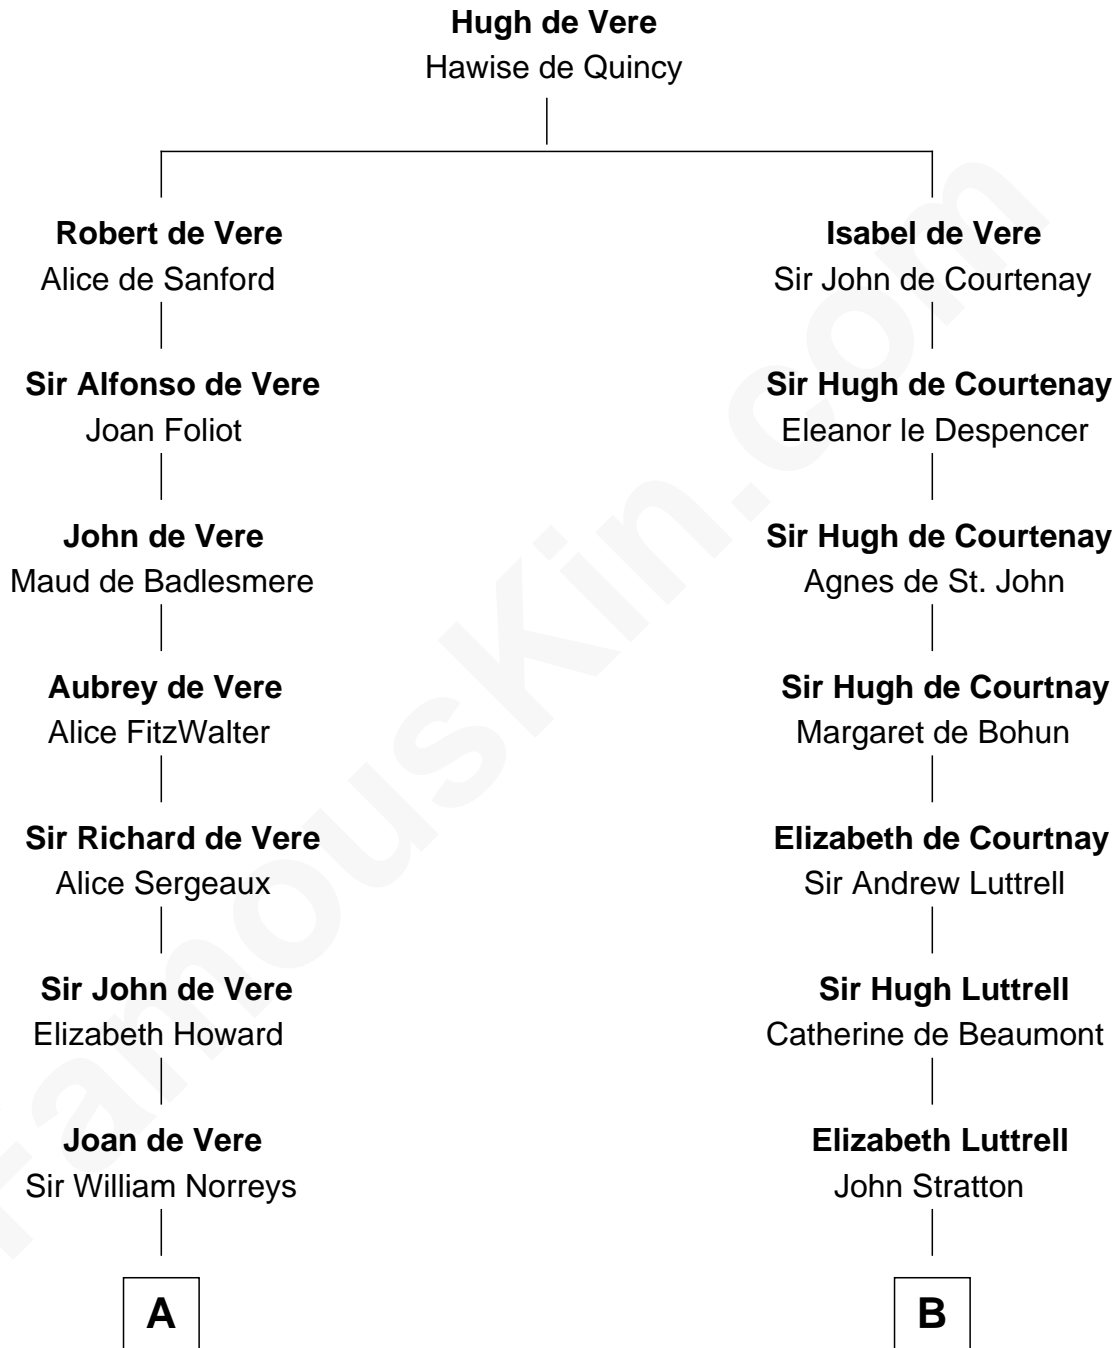 Hugh de Vere
Hawise de Quincy
Robert de Vere
Alice de Sanford
Isabel de Vere
Sir John de Courtenay
Sir Alfonso de Vere
Joan Foliot
Sir Hugh de Courtenay
Eleanor le Despencer
John de Vere
Maud de Badlesmere
Sir Hugh de Courtenay
Agnes de St. John
Aubrey de Vere
Alice FitzWalter
Sir Hugh de Courtnay
Margaret de Bohun
Sir Richard de Vere
Alice Sergeaux
Elizabeth de Courtnay
Sir Andrew Luttrell
Sir John de Vere
Elizabeth Howard
Sir Hugh Luttrell
Catherine de Beaumont
Joan de Vere
Sir William Norreys
Elizabeth Luttrell
John Stratton
A
B
FamousKin.com